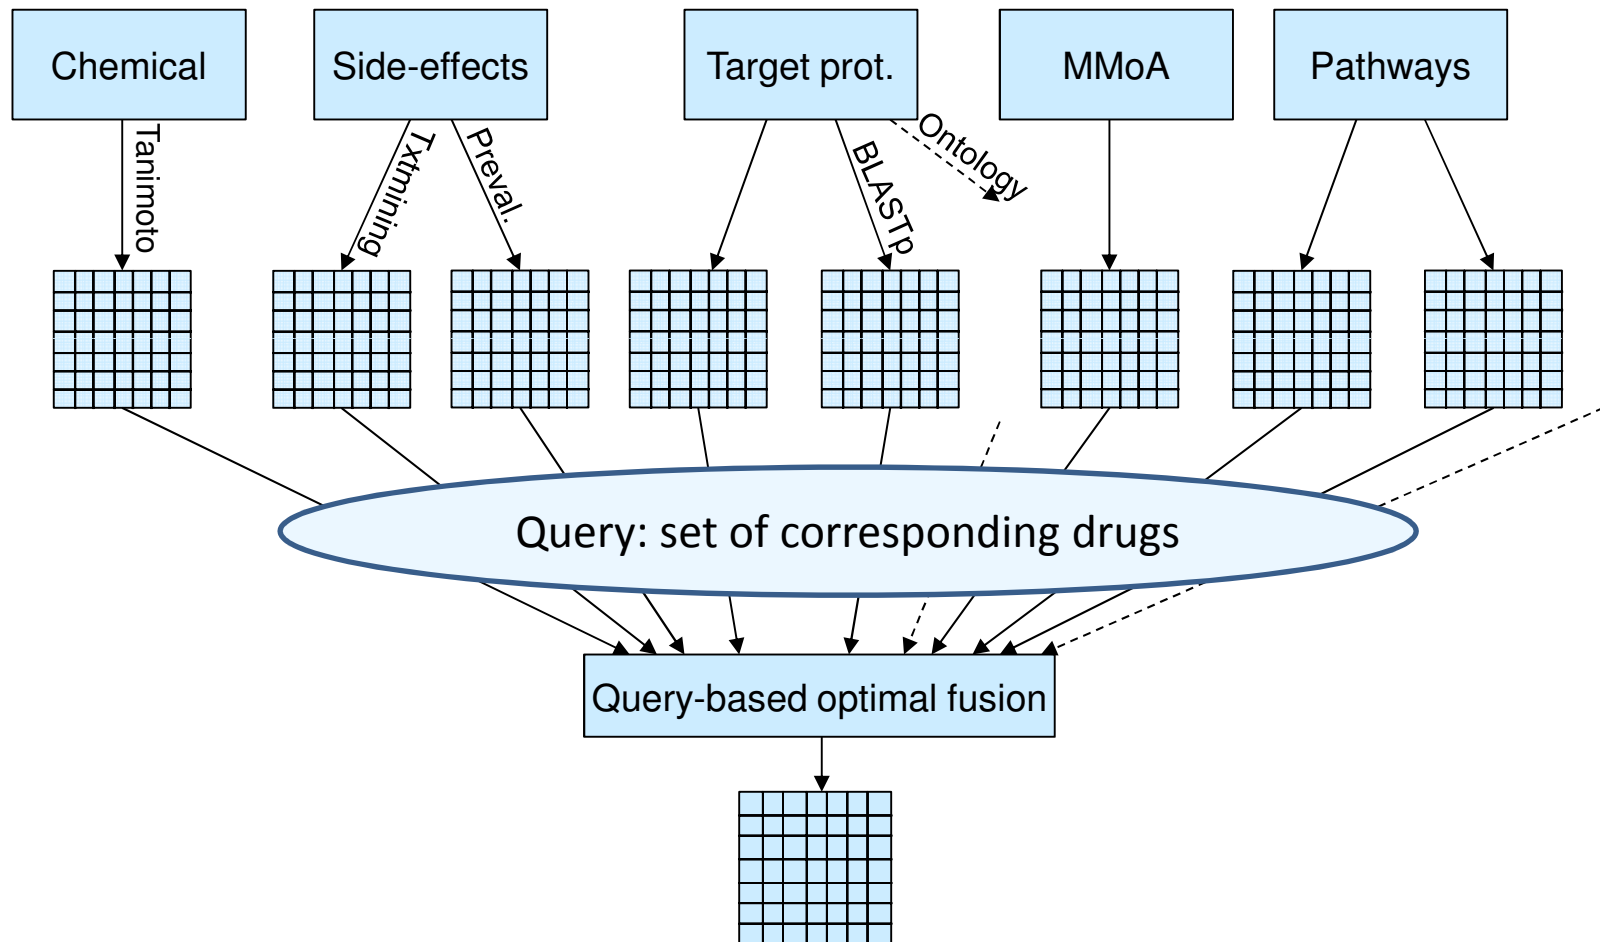 Chemical
Side-effects
Target prot.
MMoA
Pathways
Tanimoto
Txtmining
Preval.
BLASTp
Ontology
Query: set of corresponding drugs
Query-based optimal fusion